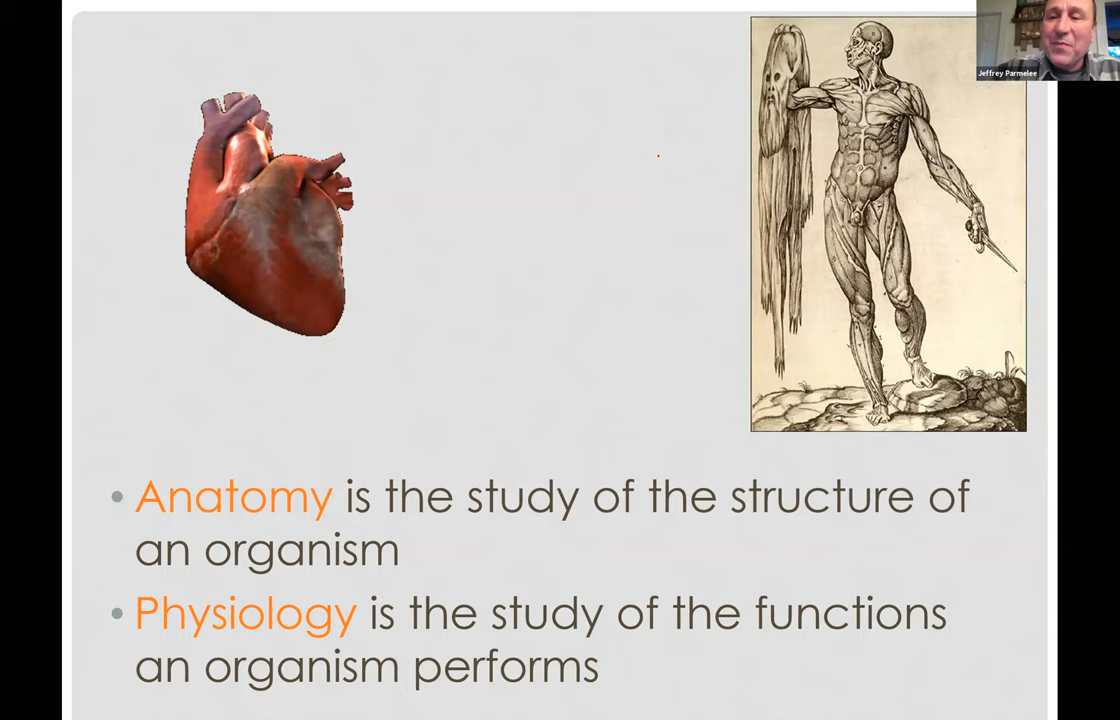 Jeffrey Parmelee
• Anatomy is the study of the structure of
an organism
• Physiology is the study of the functions
an organism performs